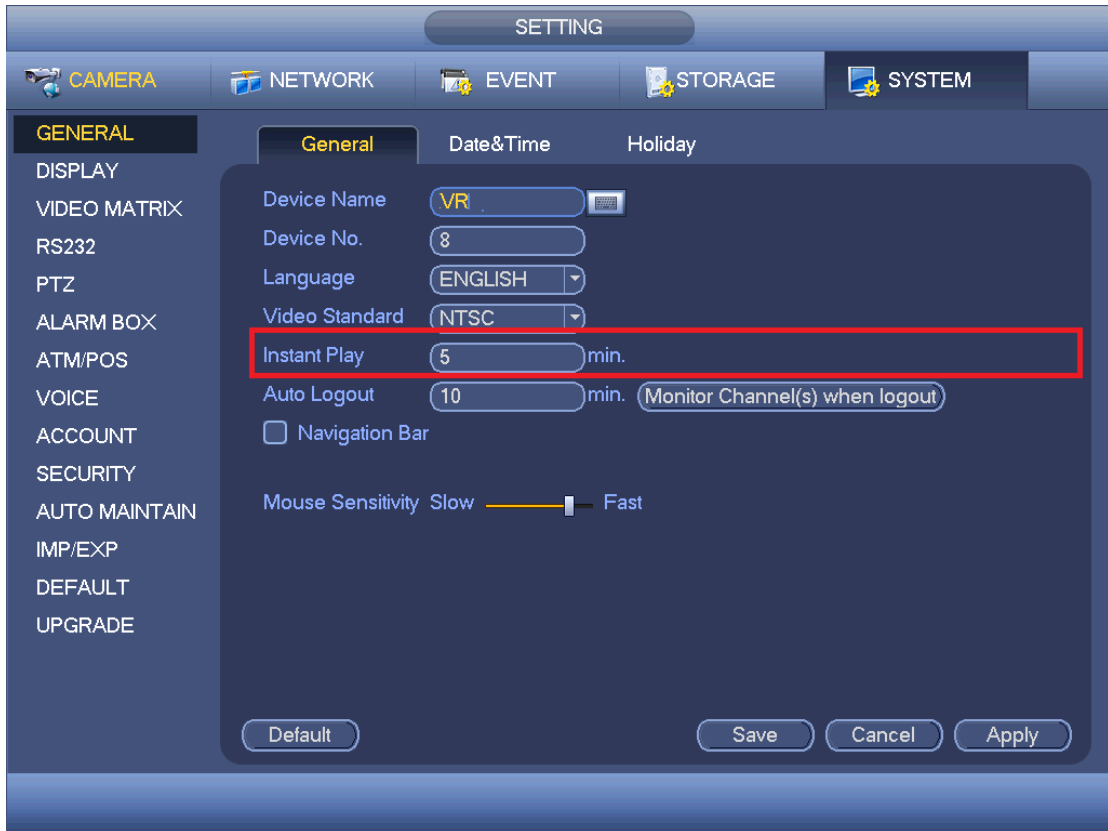 SETTING
CAMERA NETWORK EVENT STORAGE SYSTEM
GENERAL
DISPLAY
VIDEO MATRIX
RS232
PTZ
ALARM BOX
ATM/POS
VOICE
ACCOUNT
SECURITY
AUTO MAINTAIN
IMP/EXP
DEFAULT
UPGRADE
General Date&Time Holiday
Device Name VR
Device No. 8
Language ENGLISH
Video Standard NTSC
Instant Play 5 min.
Auto Logout 10 min. Monitor Channel(s) when logout
Navigation Bar
Mouse Sensitivity Slow Fast
Default Save Cancel Apply